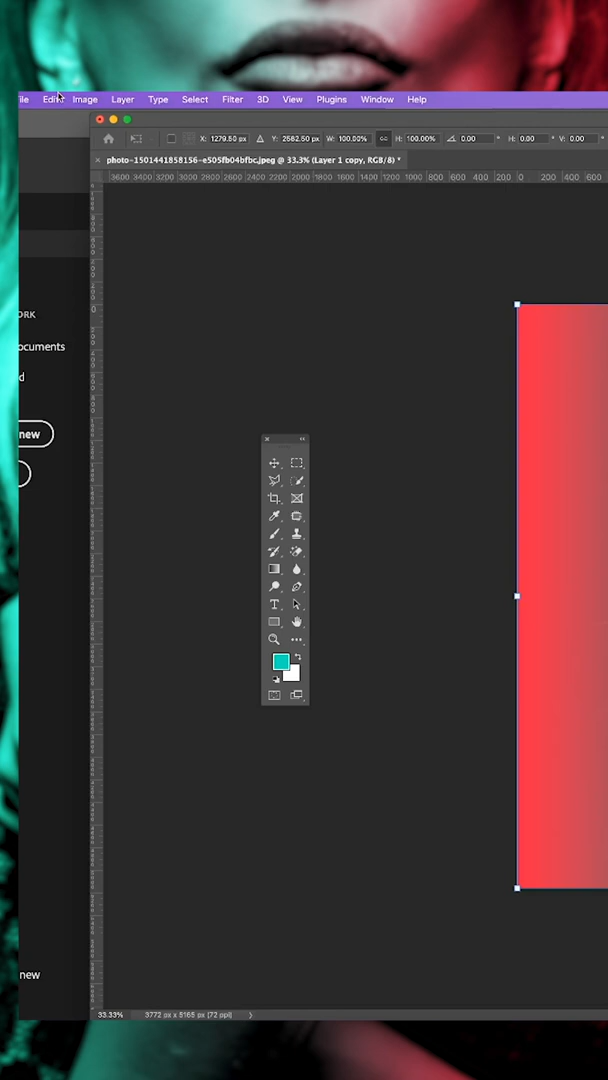 ile Edit Image Layer Type Select Filter 3D View Plugins Window Help
X: 1279.50 px Y: 2582.50 px W: 100.00% H: 100.00% 0.00 ° H: 0.00 ° V: 0.00 °
× photo-1501441858156-e505fb04bfbc.jpeg @ 33.3% (Layer 1 copy, RGB/8) *
3600 3400 3200 3000 2800 2600 2400 2200 2000 1800 1600 1400 1200 1000 800 600 400 200 0 200 400 600
ORK
ocuments
d
new
new
33.33% 3772 px x 5165 px (72 ppi)